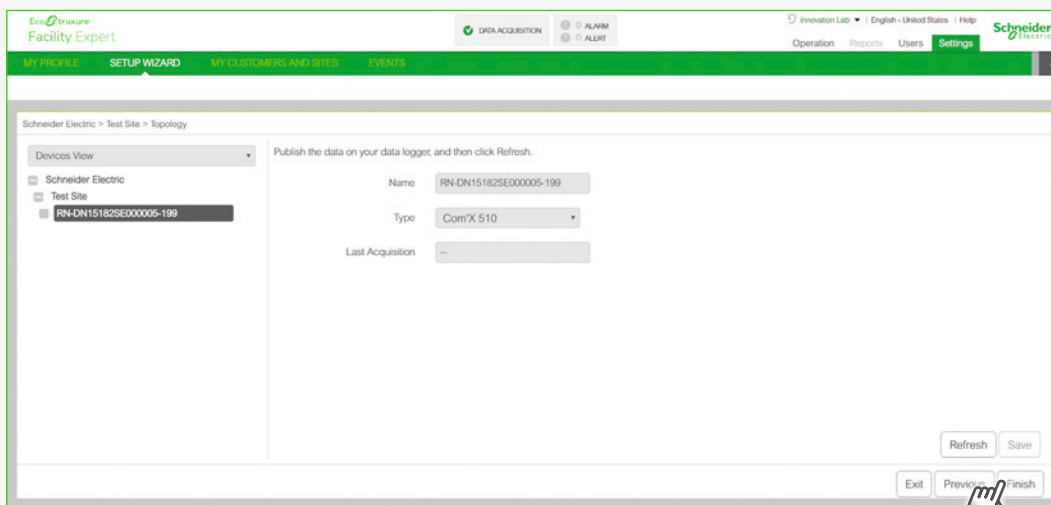 EcoStruxure
Facility Expert
DATA ACQUISITION
0 ALARM
0 ALERT
Innovation Lab | English - United States | Help
Operation Reports Users Settings
Schneider
Electric
MY PROFILE SETUP WIZARD MY CUSTOMERS AND SITES EVENTS
Schneider Electric > Test Site > Topology
Devices View
Schneider Electric
Test Site
RN-DN15182SE000005-199
Publish the data on your data logger, and then click Refresh.
Name RN-DN15182SE000005-199
Type Com'X 510
Last Acquisition --
Refresh Save
Exit Previous Finish